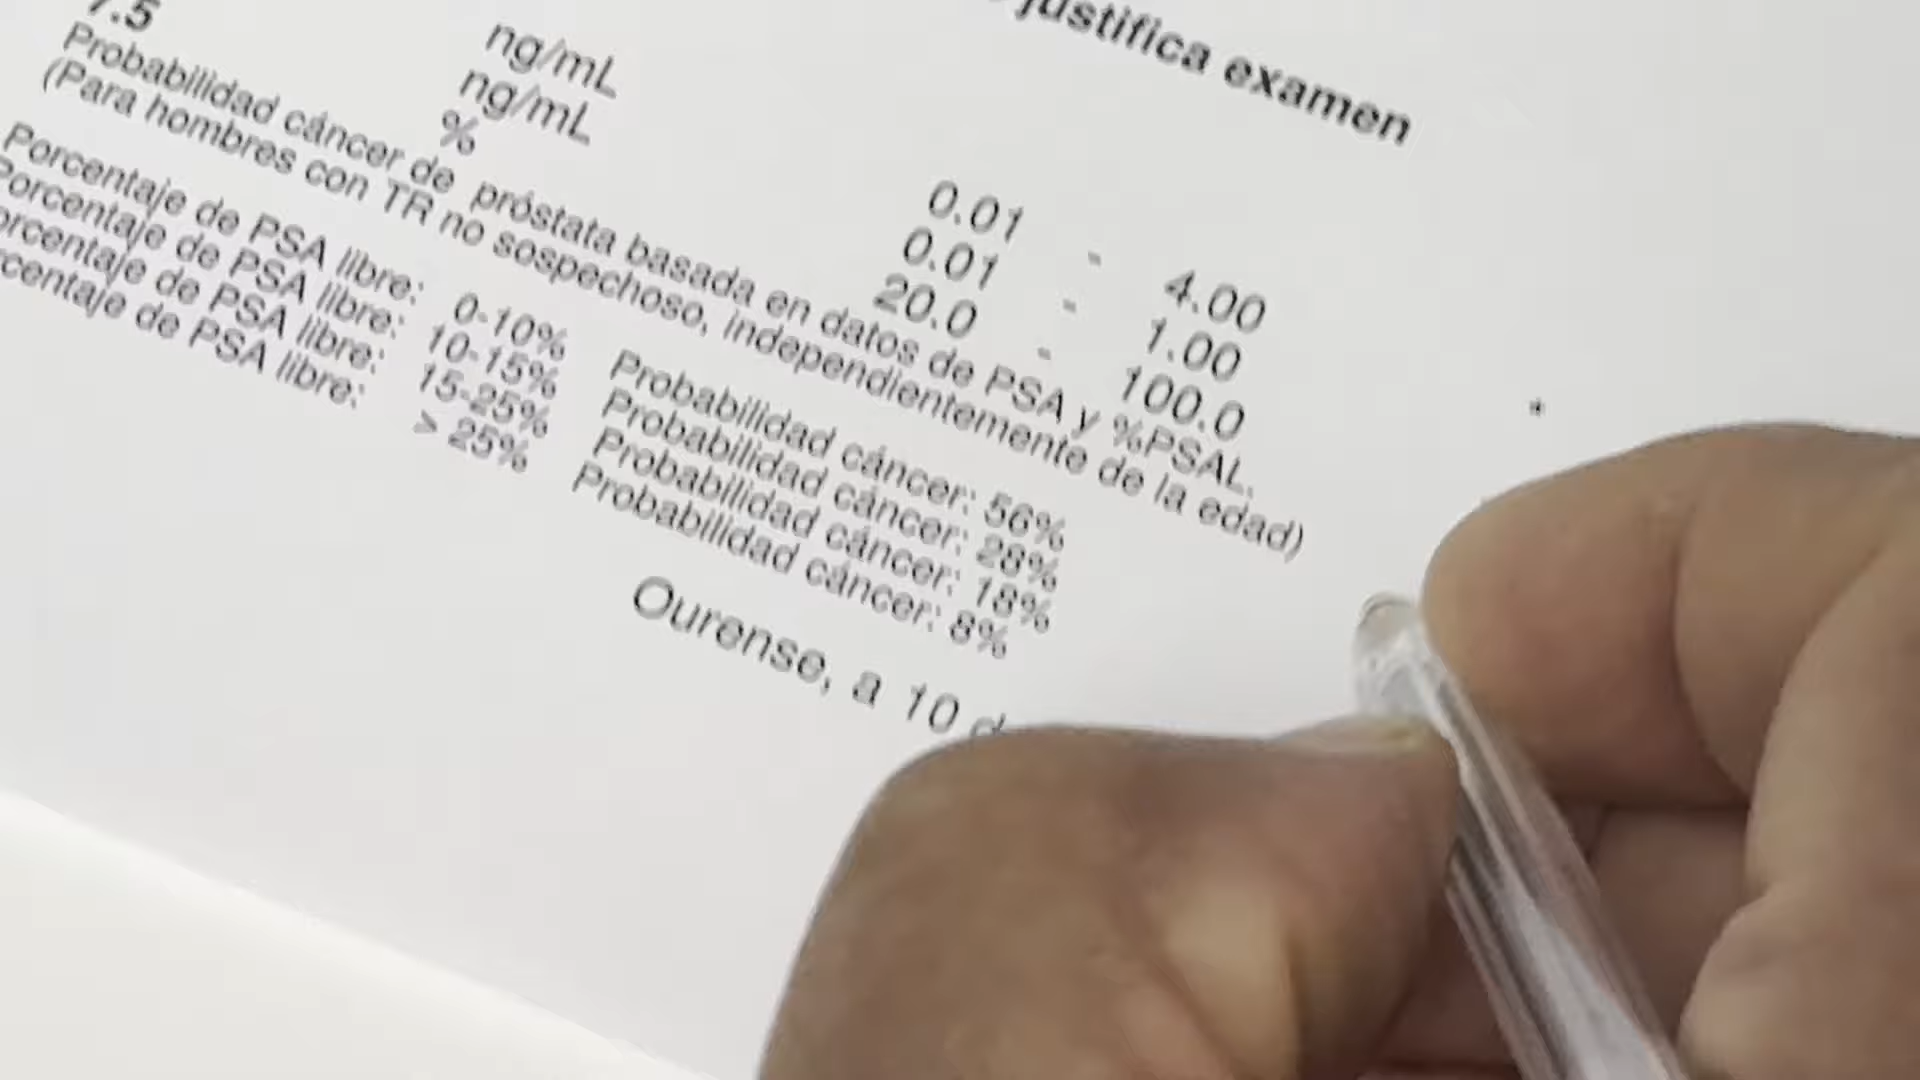 justifica examen
7.5
ng/mL
ng/mL
%
0.01 - 4.00
0.01 - 1.00
20.0 - 100.0
*
Probabilidad cáncer de próstata basada en datos de PSA y %PSAL.
(Para hombres con TR no sospechoso, independientemente de la edad)
Porcentaje de PSA libre: 0-10% Probabilidad cáncer: 56%
Porcentaje de PSA libre: 10-15% Probabilidad cáncer: 28%
orcentaje de PSA libre: 15-25% Probabilidad cáncer: 18%
rcentaje de PSA libre: > 25% Probabilidad cáncer: 8%
Ourense, a 10 d